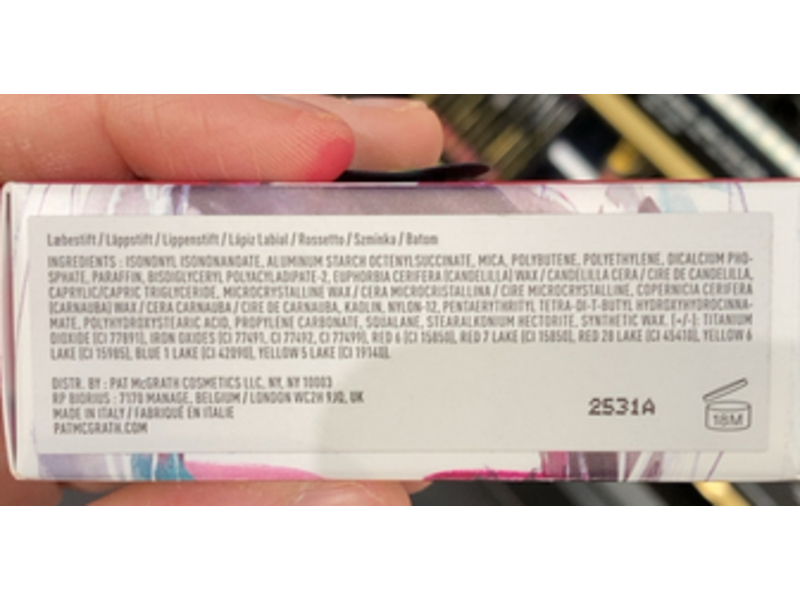 Læbestift / Läppstift / Lippenstift / Lápiz Labial / Rossetto / Szminka / Batom
INGREDIENTS : ISONONYL ISONONANOATE, ALUMINUM STARCH OCTENYLSUCCINATE, MICA, POLYBUTENE, POLYETHYLENE, DICALCIUM PHO-
SPHATE, PARAFFIN, BISDIGLYCERYL POLYACYLADIPATE-2, EUPHORBIA CERIFERA (CANDELILLA) WAX / CANDELILLA CERA / CIRE DE CANDELILLA,
CAPRYLIC/CAPRIC TRIGLYCERIDE, MICROCRYSTALLINE WAX / CERA MICROCRISTALLINA / CIRE MICROCRYSTALLINE, COPERNICIA CERIFERA
(CARNAUBA) WAX / CERA CARNAUBA / CIRE DE CARNAUBA, KAOLIN, NYLON-12, PENTAERYTHRITYL TETRA-DI-T-BUTYL HYDROXYHYDROCINNA-
MATE, POLYHYDROXYSTEARIC ACID, PROPYLENE CARBONATE, SQUALANE, STEARALKONIUM HECTORITE, SYNTHETIC WAX. [+/-]: TITANIUM
DIOXIDE (CI 77891), IRON OXIDES (CI 77491, CI 77492, CI 77499), RED 6 (CI 15850), RED 7 LAKE (CI 15850), RED 28 LAKE (CI 45410), YELLOW 6
LAKE (CI 15985), BLUE 1 LAKE (CI 42090), YELLOW 5 LAKE (CI 19140).
DISTR. BY : PAT McGRATH COSMETICS LLC, NY, NY 10003
RP BIORIUS : 7170 MANAGE, BELGIUM / LONDON WC2H 9JQ, UK
MADE IN ITALY / FABRIQUÉ EN ITALIE
PATMCGRATH.COM
2531A
18M